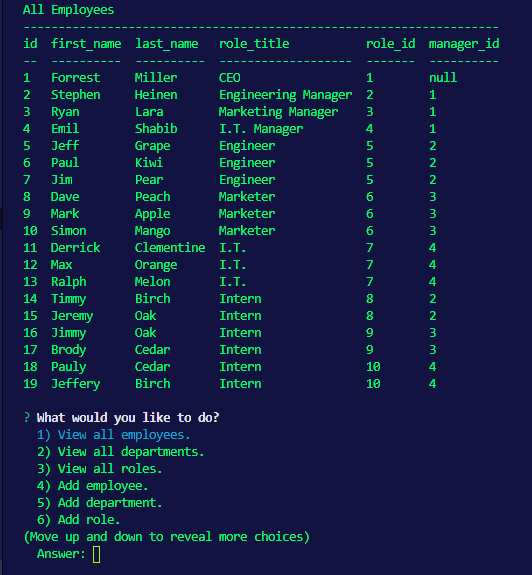 All Employees
--------------------------------------------------------------------
id  first_name  last_name  role_title           role_id  manager_id
--  ----------  ---------  -------------------  -------  ----------
1   Forrest     Miller     CEO                  1        null
2   Stephen     Heinen     Engineering Manager  2        1
3   Ryan        Lara       Marketing Manager    3        1
4   Emil        Shabib     I.T. Manager         4        1
5   Jeff        Grape      Engineer             5        2
6   Paul        Kiwi       Engineer             5        2
7   Jim         Pear       Engineer             5        2
8   Dave        Peach      Marketer             6        3
9   Mark        Apple      Marketer             6        3
10  Simon       Mango      Marketer             6        3
11  Derrick     Clementine I.T.                 7        4
12  Max         Orange     I.T.                 7        4
13  Ralph       Melon      I.T.                 7        4
14  Timmy       Birch      Intern               8        2
15  Jeremy      Oak        Intern               8        2
16  Jimmy       Oak        Intern               9        3
17  Brody       Cedar      Intern               9        3
18  Pauly       Cedar      Intern               10       4
19  Jeffery     Birch      Intern               10       4
? What would you like to do?
1) View all employees.
2) View all departments.
3) View all roles.
4) Add employee.
5) Add department.
6) Add role.
(Move up and down to reveal more choices)
Answer: